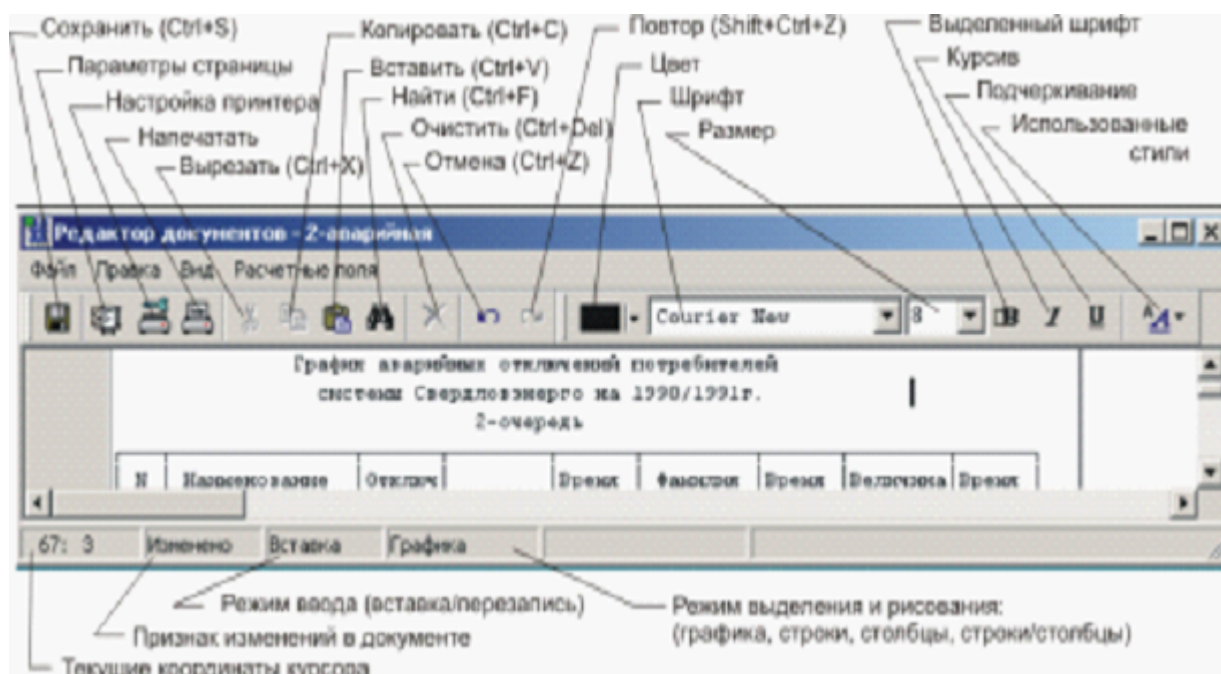 Сохранить (Ctrl+S)
Копировать (Ctrl+C)
Повтор (Shift+Ctrl+Z)
Выделенный шрифт
Параметры страницы
Вставить (Ctrl+V)
Цвет
Курсив
Настройка принтера
Найти (Ctrl+F)
Шрифт
Подчеркивание
Напечатать
Очистить (Ctrl+Del)
Размер
Использованные
стили
Вырезать (Ctrl+X)
Отмена (Ctrl+Z)
Редактор документов - 2-аварийная
Файл Правка Вид Расчетные поля
Courier New 8 B I U A A
График аварийных отключений потребителей
системы Свердловэнерго на 1990/1991г.
2-очередь
N Наименование Отключ Время Фамилия Время Величина Время
67: 3 Изменено Вставка Графика
Режим ввода (вставка/перезапись)
Режим выделения и рисования:
(графика, строки, столбцы, строки/столбцы)
Признак изменений в документе
Текущие координаты курсора